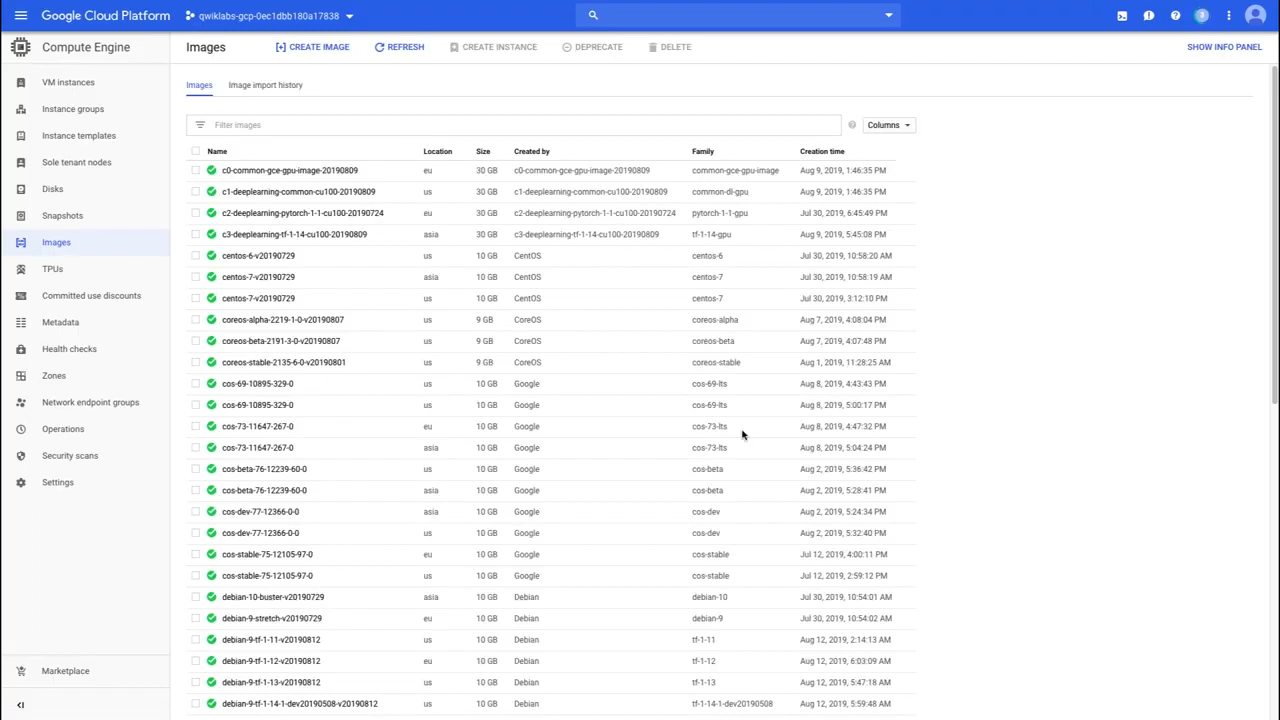 Google Cloud Platform qwiklabs-gcp-0ec1dbb180a17838
Compute Engine Images CREATE IMAGE REFRESH CREATE INSTANCE DEPRECATE DELETE SHOW INFO PANEL
VM instances
Instance groups
Instance templates
Sole tenant nodes
Disks
Snapshots
Images
TPUs
Committed use discounts
Metadata
Health checks
Zones
Network endpoint groups
Operations
Security scans
Settings
Marketplace
Images Image import history
Filter images Columns
Name Location Size Created by Family Creation time
c0-common-gce-gpu-image-20190809 eu 30 GB c0-common-gce-gpu-image-20190809 common-gce-gpu-image Aug 9, 2019, 1:46:35 PM
c1-deeplearning-common-cu100-20190809 us 30 GB c1-deeplearning-common-cu100-20190809 common-dl-gpu Aug 9, 2019, 1:46:35 PM
c2-deeplearning-pytorch-1-1-cu100-20190724 eu 30 GB c2-deeplearning-pytorch-1-1-cu100-20190724 pytorch-1-1-gpu Jul 30, 2019, 6:45:49 PM
c3-deeplearning-tf-1-14-cu100-20190809 asia 30 GB c3-deeplearning-tf-1-14-cu100-20190809 tf-1-14-gpu Aug 9, 2019, 5:45:08 PM
centos-6-v20190729 us 10 GB CentOS centos-6 Jul 30, 2019, 10:58:20 AM
centos-7-v20190729 asia 10 GB CentOS centos-7 Jul 30, 2019, 10:58:19 AM
centos-7-v20190729 us 10 GB CentOS centos-7 Jul 30, 2019, 3:12:10 PM
coreos-alpha-2219-1-0-v20190807 us 9 GB CoreOS coreos-alpha Aug 7, 2019, 4:08:04 PM
coreos-beta-2191-3-0-v20190807 us 9 GB CoreOS coreos-beta Aug 7, 2019, 4:07:48 PM
coreos-stable-2135-6-0-v20190801 us 9 GB CoreOS coreos-stable Aug 1, 2019, 11:28:25 AM
cos-69-10895-329-0 us 10 GB Google cos-69-lts Aug 8, 2019, 4:43:43 PM
cos-69-10895-329-0 us 10 GB Google cos-69-lts Aug 8, 2019, 5:00:17 PM
cos-73-11647-267-0 eu 10 GB Google cos-73-lts Aug 8, 2019, 4:47:32 PM
cos-73-11647-267-0 asia 10 GB Google cos-73-lts Aug 8, 2019, 5:04:24 PM
cos-beta-76-12239-60-0 us 10 GB Google cos-beta Aug 2, 2019, 5:36:42 PM
cos-beta-76-12239-60-0 asia 10 GB Google cos-beta Aug 2, 2019, 5:28:41 PM
cos-dev-77-12366-0-0 asia 10 GB Google cos-dev Aug 2, 2019, 5:24:34 PM
cos-dev-77-12366-0-0 us 10 GB Google cos-dev Aug 2, 2019, 5:32:40 PM
cos-stable-75-12105-97-0 eu 10 GB Google cos-stable Jul 12, 2019, 4:00:11 PM
cos-stable-75-12105-97-0 us 10 GB Google cos-stable Jul 12, 2019, 2:59:12 PM
debian-10-buster-v20190729 asia 10 GB Debian debian-10 Jul 30, 2019, 10:54:01 AM
debian-9-stretch-v20190729 eu 10 GB Debian debian-9 Jul 30, 2019, 10:54:02 AM
debian-9-tf-1-11-v20190812 us 10 GB Debian tf-1-11 Aug 12, 2019, 2:14:13 AM
debian-9-tf-1-12-v20190812 eu 10 GB Debian tf-1-12 Aug 12, 2019, 6:03:09 AM
debian-9-tf-1-13-v20190812 us 10 GB Debian tf-1-13 Aug 12, 2019, 5:47:18 AM
debian-9-tf-1-14-1-dev20190508-v20190812 us 10 GB Debian tf-1-14-1-dev20190508 Aug 12, 2019, 5:59:48 AM